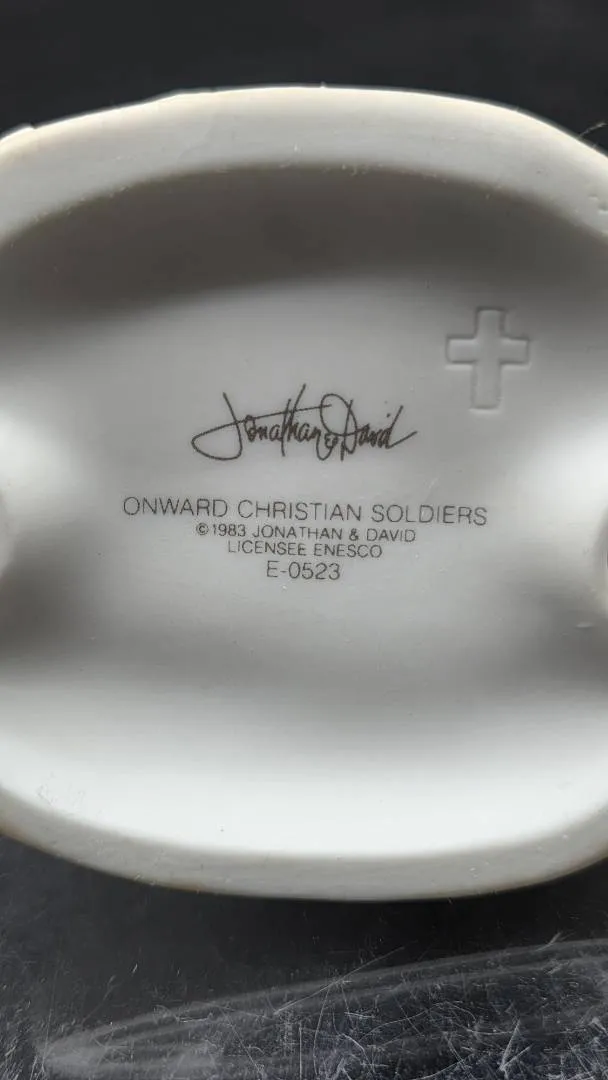 Jonathan & David
ONWARD CHRISTIAN SOLDIERS
©1983 JONATHAN & DAVID
LICENSEE ENESCO
E-0523